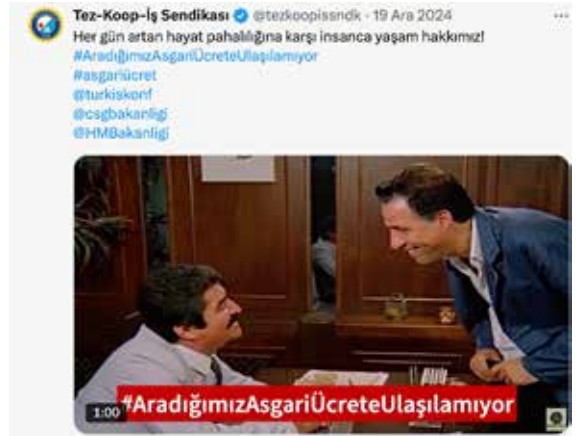 Tez-Koop-İş Sendikası @tezkoopissndk · 19 Ara 2024
Her gün artan hayat pahalılığına karşı insanca yaşam hakkımız!
#AradığımızAsgariÜcreteUlaşılamıyor
#asgariücret
@turkiskonf
@csgbakanligi
@HMBakanligi
1:00 #AradığımızAsgariÜcreteUlaşılamıyor